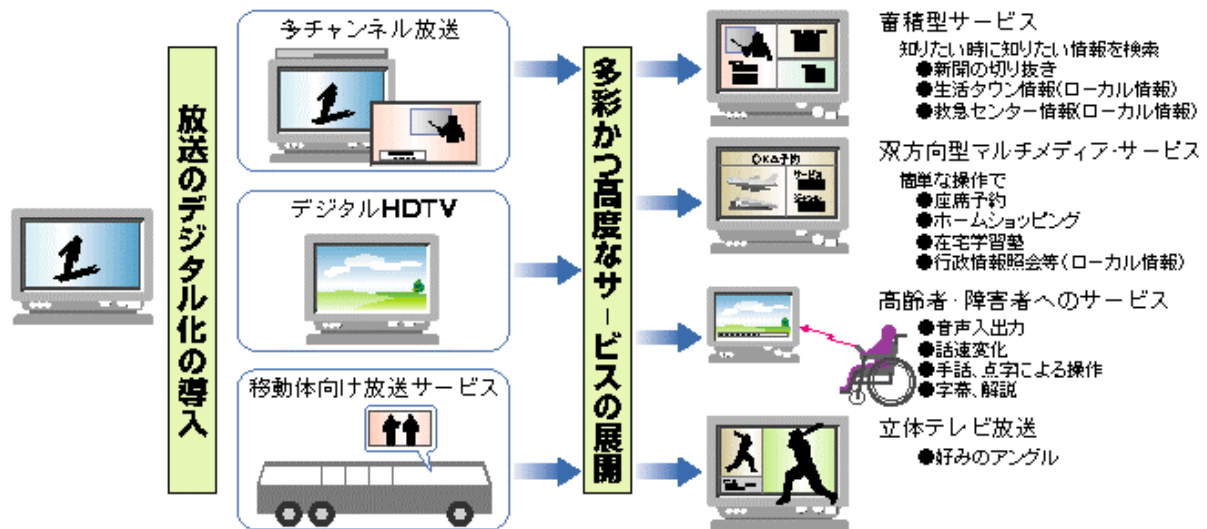 放送のデジタル化の導入
多チャンネル放送
デジタルHDTV
移動体向け放送サービス
多彩かつ高度なサービスの展開
蓄積型サービス
知りたい時に知りたい情報を検索
●新聞の切り抜き
●生活タウン情報(ローカル情報)
●救急センター情報(ローカル情報)
双方向型マルチメディア・サービス
簡単な操作で
●座席予約
●ホームショッピング
●在宅学習塾
●行政情報照会等(ローカル情報)
高齢者・障害者へのサービス
●音声入出力
●話速変化
●手話、点字による操作
●字幕、解説
立体テレビ放送
●好みのアングル